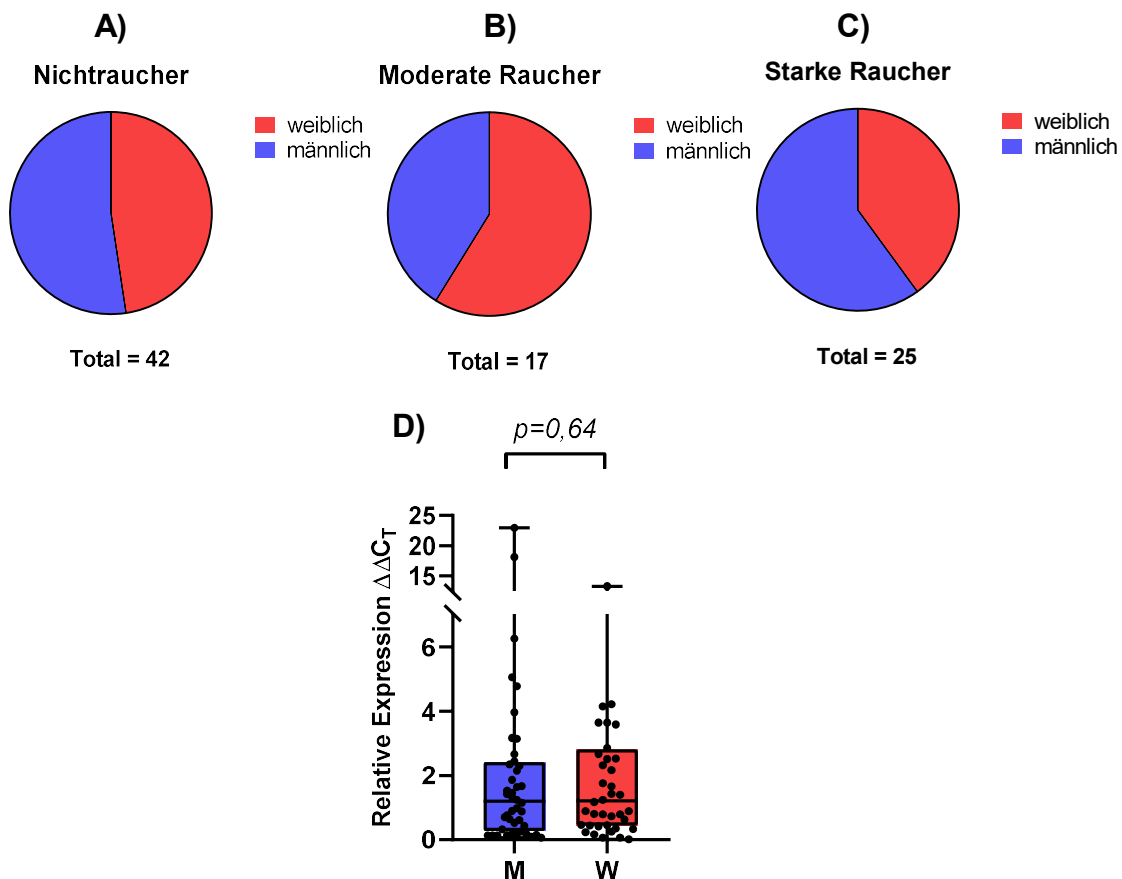 A)
Nichtraucher
weiblich
männlich
Total = 42
B)
Moderate Raucher
weiblich
männlich
Total = 17
C)
Starke Raucher
weiblich
männlich
Total = 25
D)
p=0,64
Relative Expression ΔΔCT
25
20
15
6
4
2
0
M
W